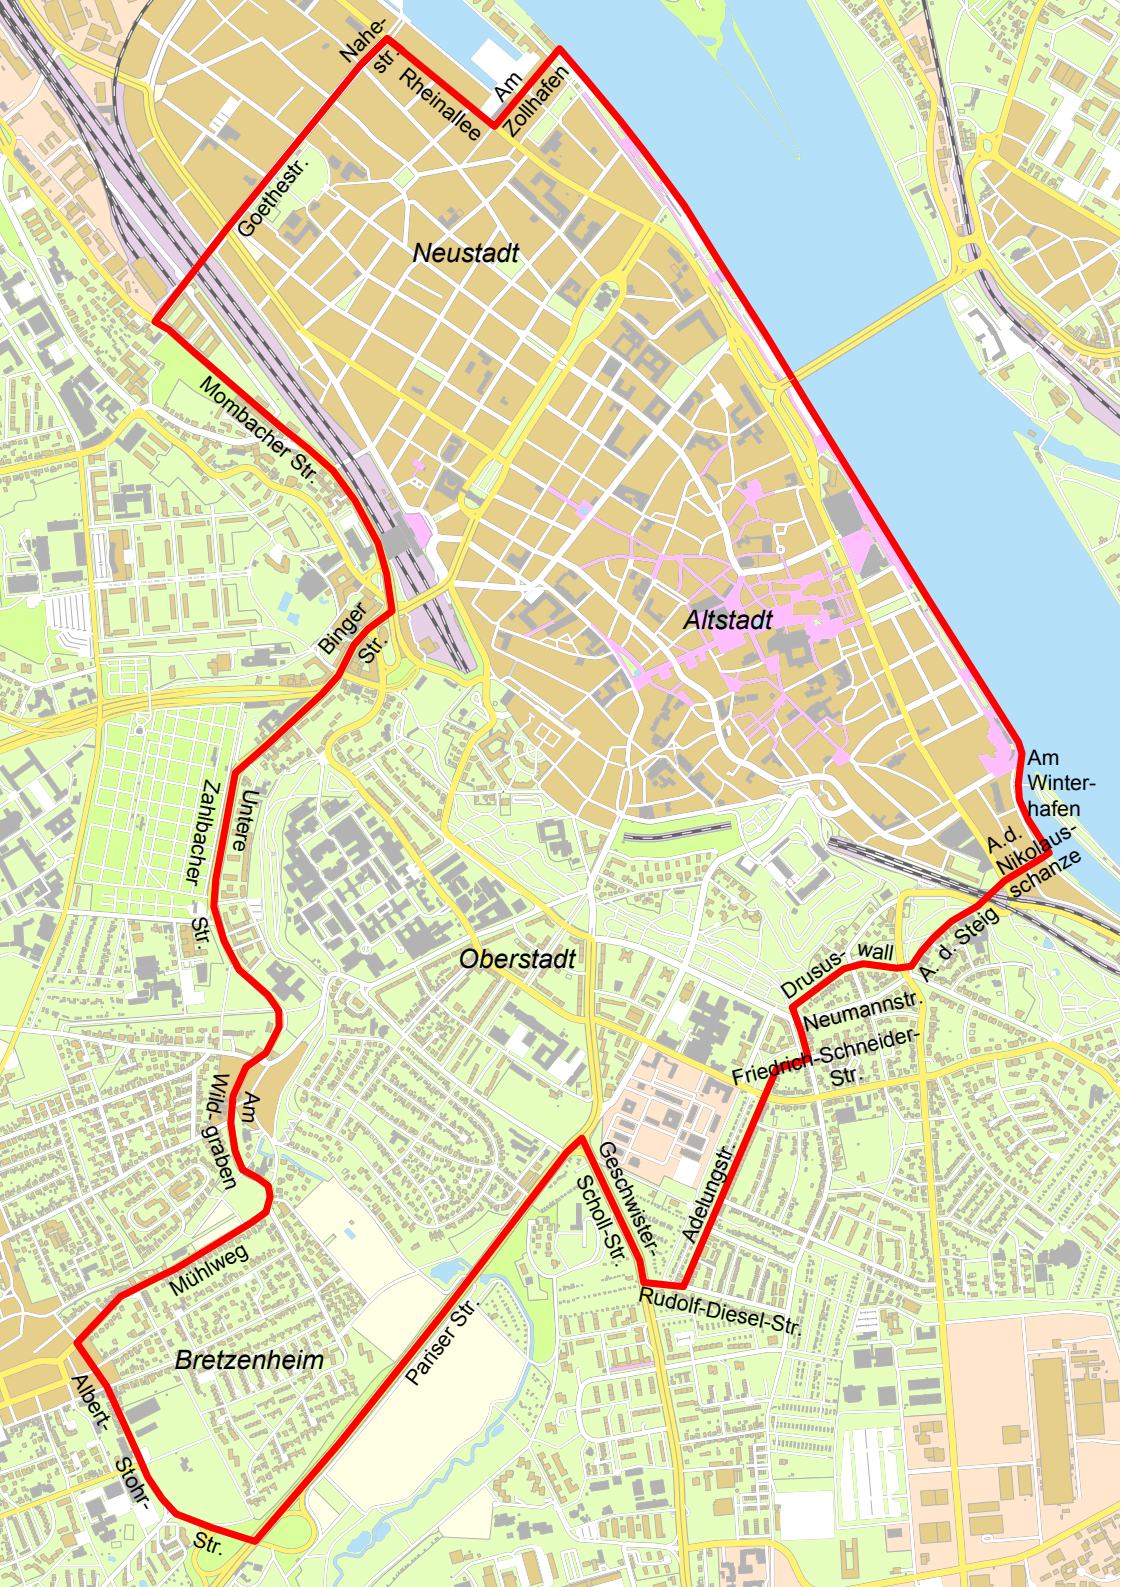 Nahe-
str.
Rheinallee
Am
Zollhafen
Goethestr.
Neustadt
Mombacher Str.
Binger
Str.
Altstadt
Am
Winter-
hafen
A.d.
Nikolaus-
schanze
Untere
Zahlbacher
Str.
Oberstadt
Drusus-
wall
A. d. Steig
Neumannstr.
Friedrich-Schneider-
Str.
Am
Wild-
graben
Geschwister-
Scholl-Str.
Adelungstr.
Mühlweg
Rudolf-Diesel-Str.
Pariser Str.
Bretzenheim
Albert-
Stohr-
Str.